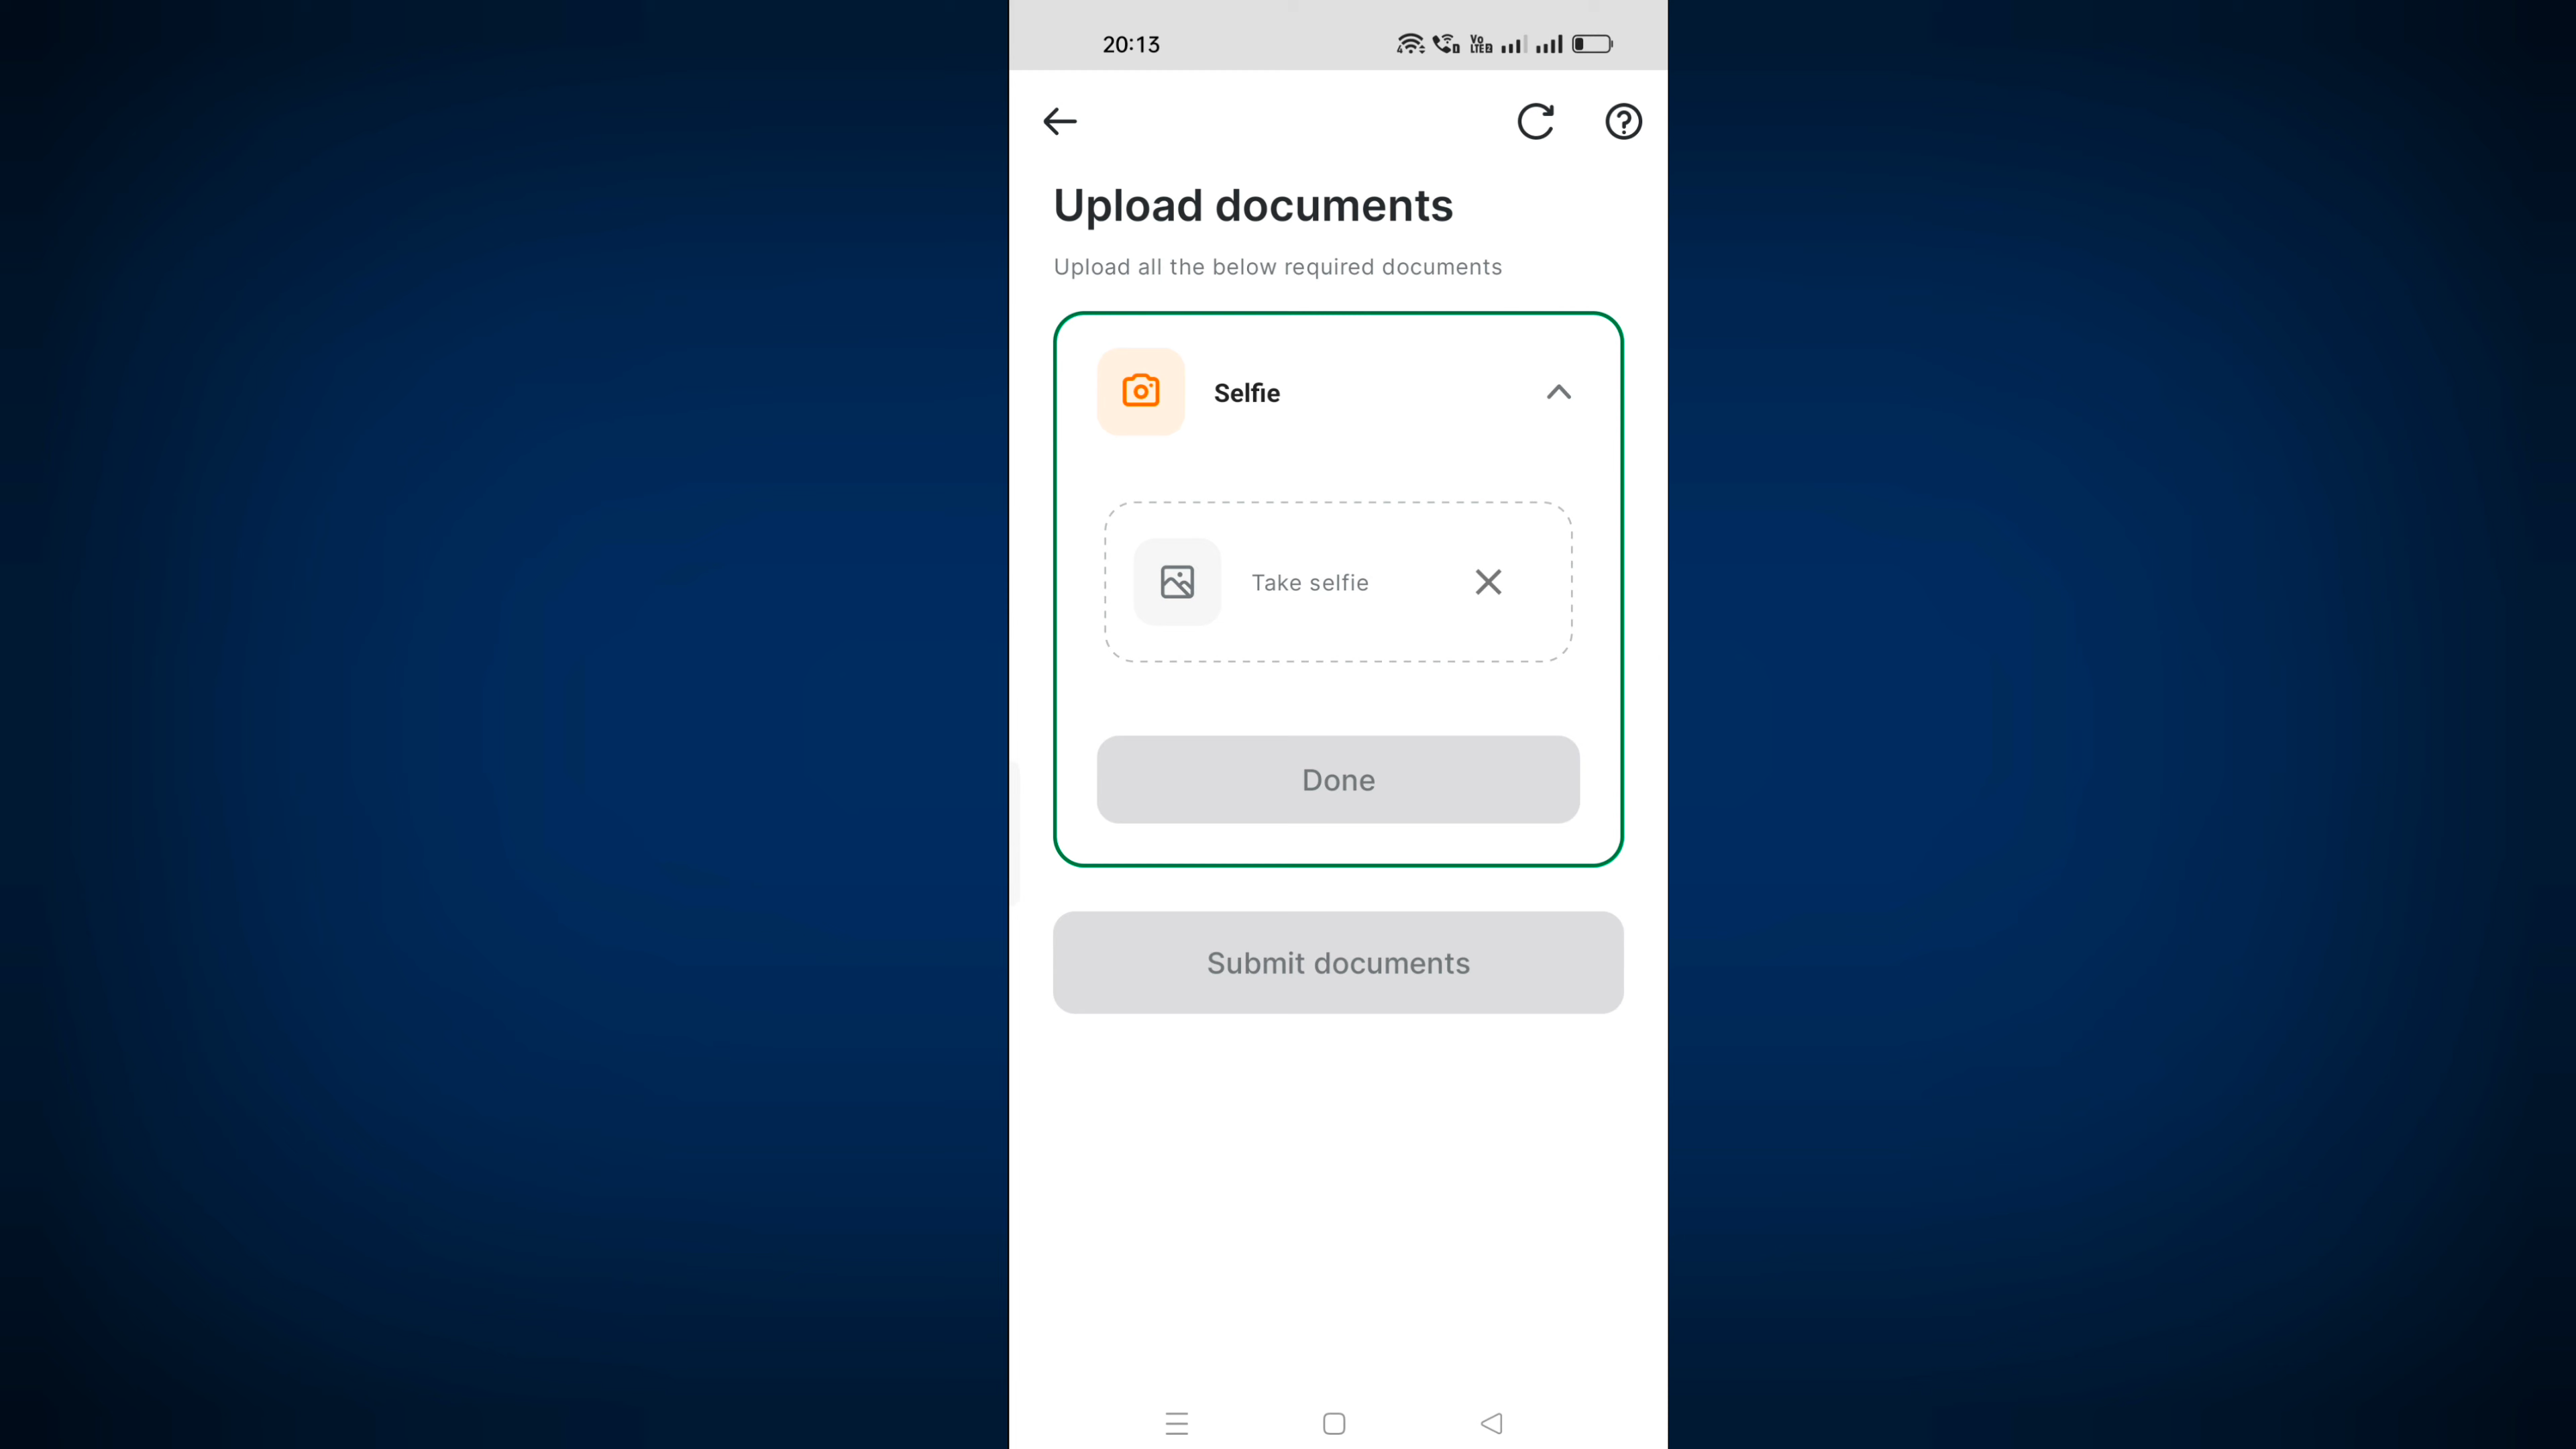 20:13
Upload documents
Upload all the below required documents
Selfie
Take selfie
Done
Submit documents